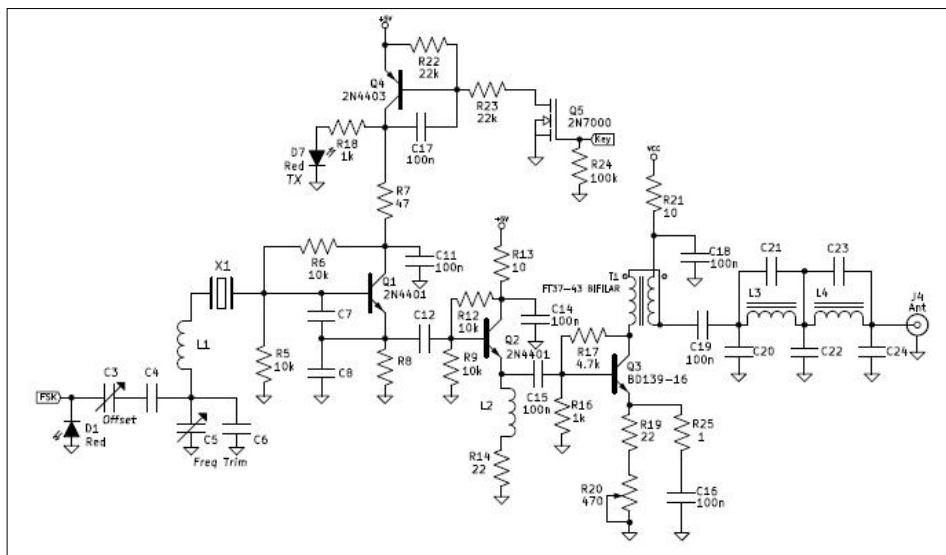 +5V
R22
22k
Q4
2N4403
R23
22k
Q5
2N7000
Key
R18
1k
C17
100n
D7
Red
TX
R24
100k
VCC
R7
47
R21
10
+5V
R6
10k
C11
100n
R13
10
C18
100n
C21
C23
X1
Q1
2N4401
T1
FT37-43 BIFILAR
L3
L4
J4
Ant
C7
C12
R12
10k
C14
100n
Q2
2N4401
R17
4.7k
C19
100n
L1
R5
10k
C8
R8
R9
10k
C15
100n
Q3
BD139-16
C20
C22
C24
C3
C4
FSK
Offset
D1
Red
C5
C6
Freq Trim
L2
R16
1k
R14
22
R19
22
R25
1
R20
470
C16
100n